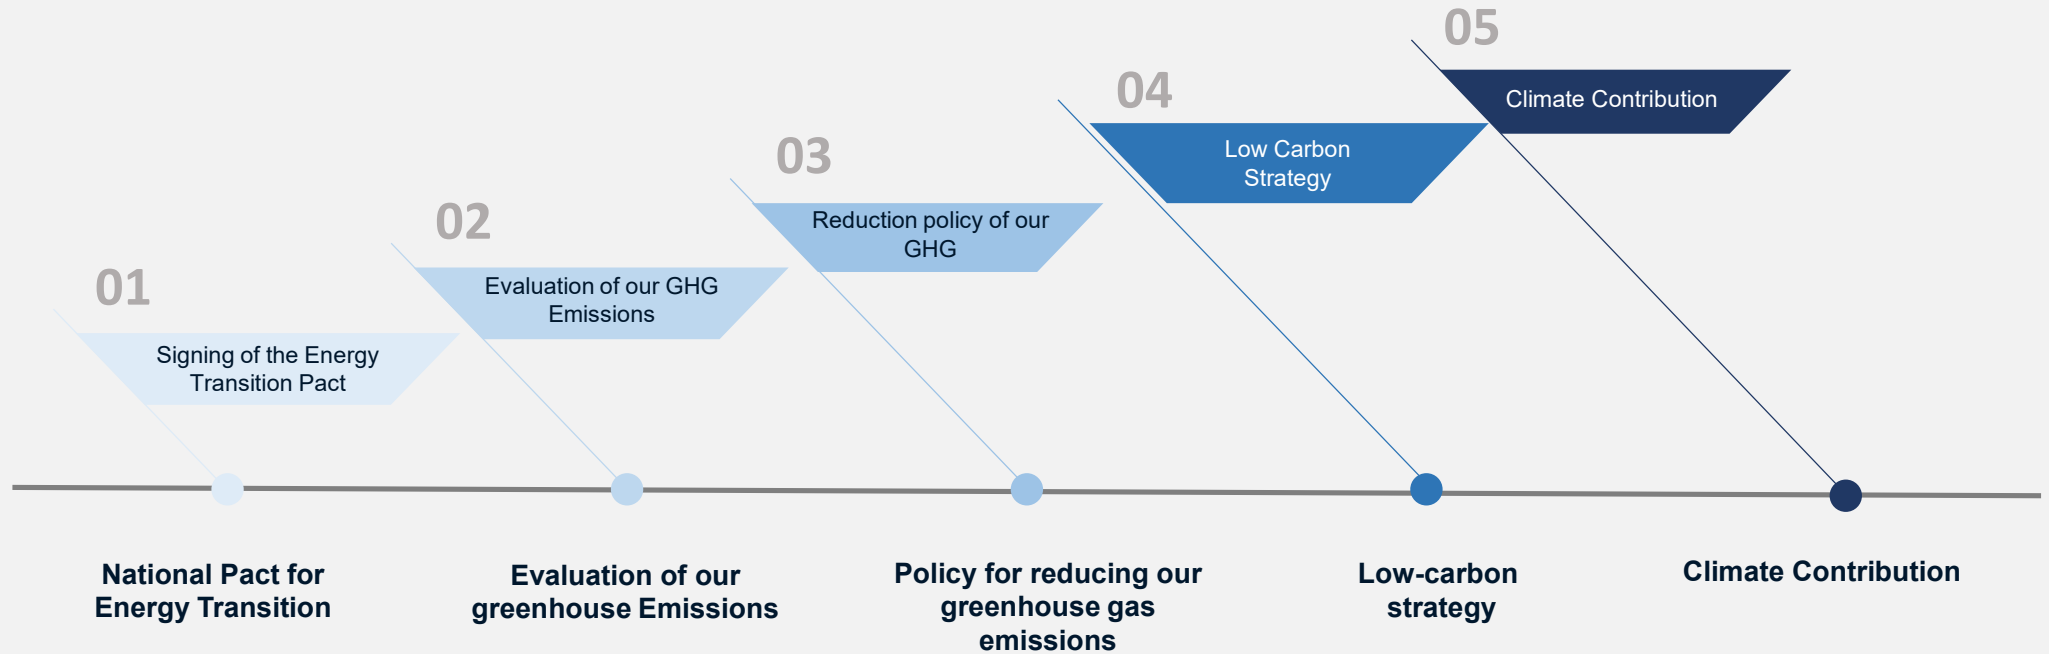 01
Signing of the Energy
Transition Pact
02
Evaluation of our GHG
Emissions
03
Reduction policy of our
GHG
04
Low Carbon
Strategy
05
Climate Contribution
National Pact for
Energy Transition
Evaluation of our
greenhouse Emissions
Policy for reducing our
greenhouse gas
emissions
Low-carbon
strategy
Climate Contribution